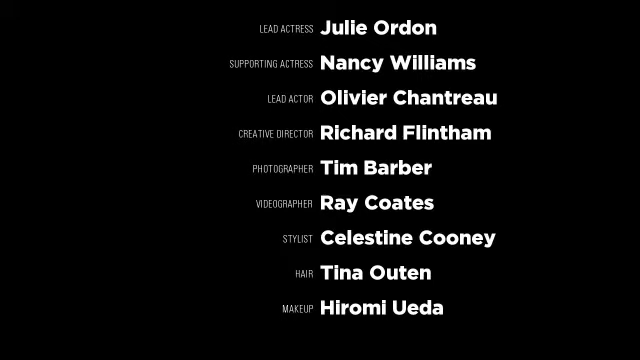 LEAD ACTRESS Julie Ordon
SUPPORTING ACTRESS Nancy Williams
LEAD ACTOR Olivier Chantreau
CREATIVE DIRECTOR Richard Flintham
PHOTOGRAPHER Tim Barber
VIDEOGRAPHER Ray Coates
STYLIST Celestine Cooney
HAIR Tina Outen
MAKEUP Hiromi Ueda